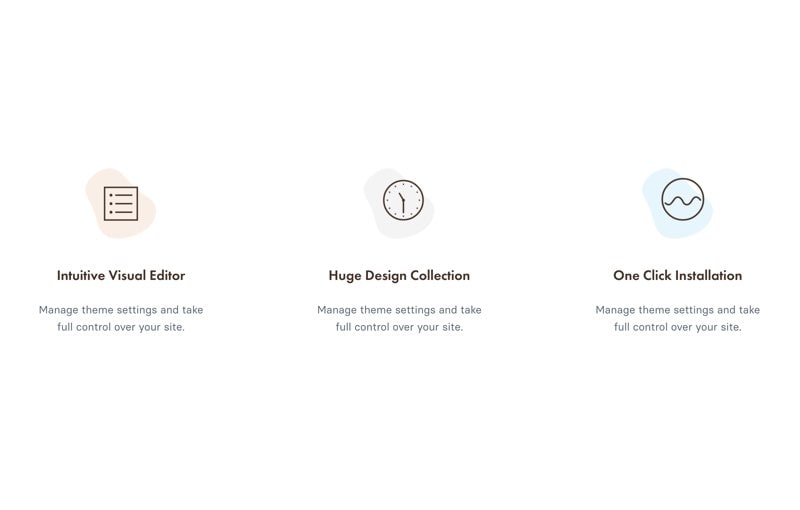 Intuitive Visual Editor
Manage theme settings and take
full control over your site.
Huge Design Collection
Manage theme settings and take
full control over your site.
One Click Installation
Manage theme settings and take
full control over your site.